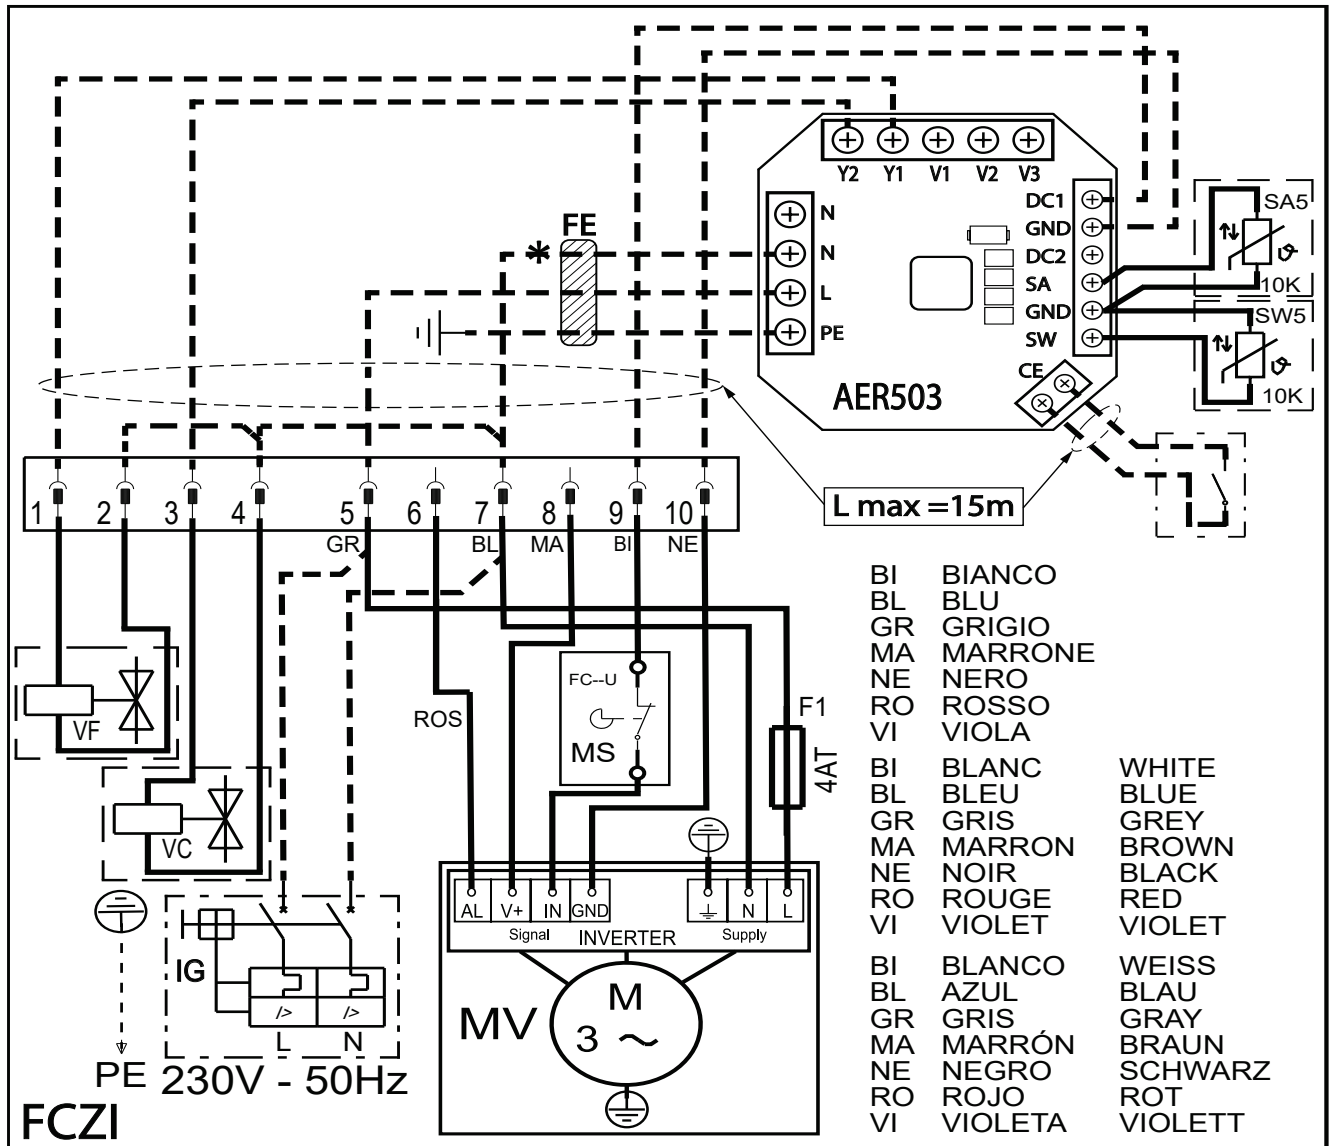 Y2 Y1 V1 V2 V3
DC1
GND
DC2
SA
GND
SW
CE
N
N
L
PE
AER503
FE
*
SA5
10K
SW5
10K
L max =15m
1 2 3 4 5 6 7 8 9 10
GR BL MA BI NE
VF
VC
ROS
FC--U
MS
F1
4AT
AL V+ IN GND N L
Signal INVERTER Supply
MV
M
3 ~
IG
/> />
L N
PE 230V - 50Hz
FCZI
BI BIANCO
BL BLU
GR GRIGIO
MA MARRONE
NE NERO
RO ROSSO
VI VIOLA
BI BLANC WHITE
BL BLEU BLUE
GR GRIS GREY
MA MARRON BROWN
NE NOIR BLACK
RO ROUGE RED
VI VIOLET VIOLET
BI BLANCO WEISS
BL AZUL BLAU
GR GRIS GRAY
MA MARRÓN BRAUN
NE NEGRO SCHWARZ
RO ROJO ROT
VI VIOLETA VIOLETT